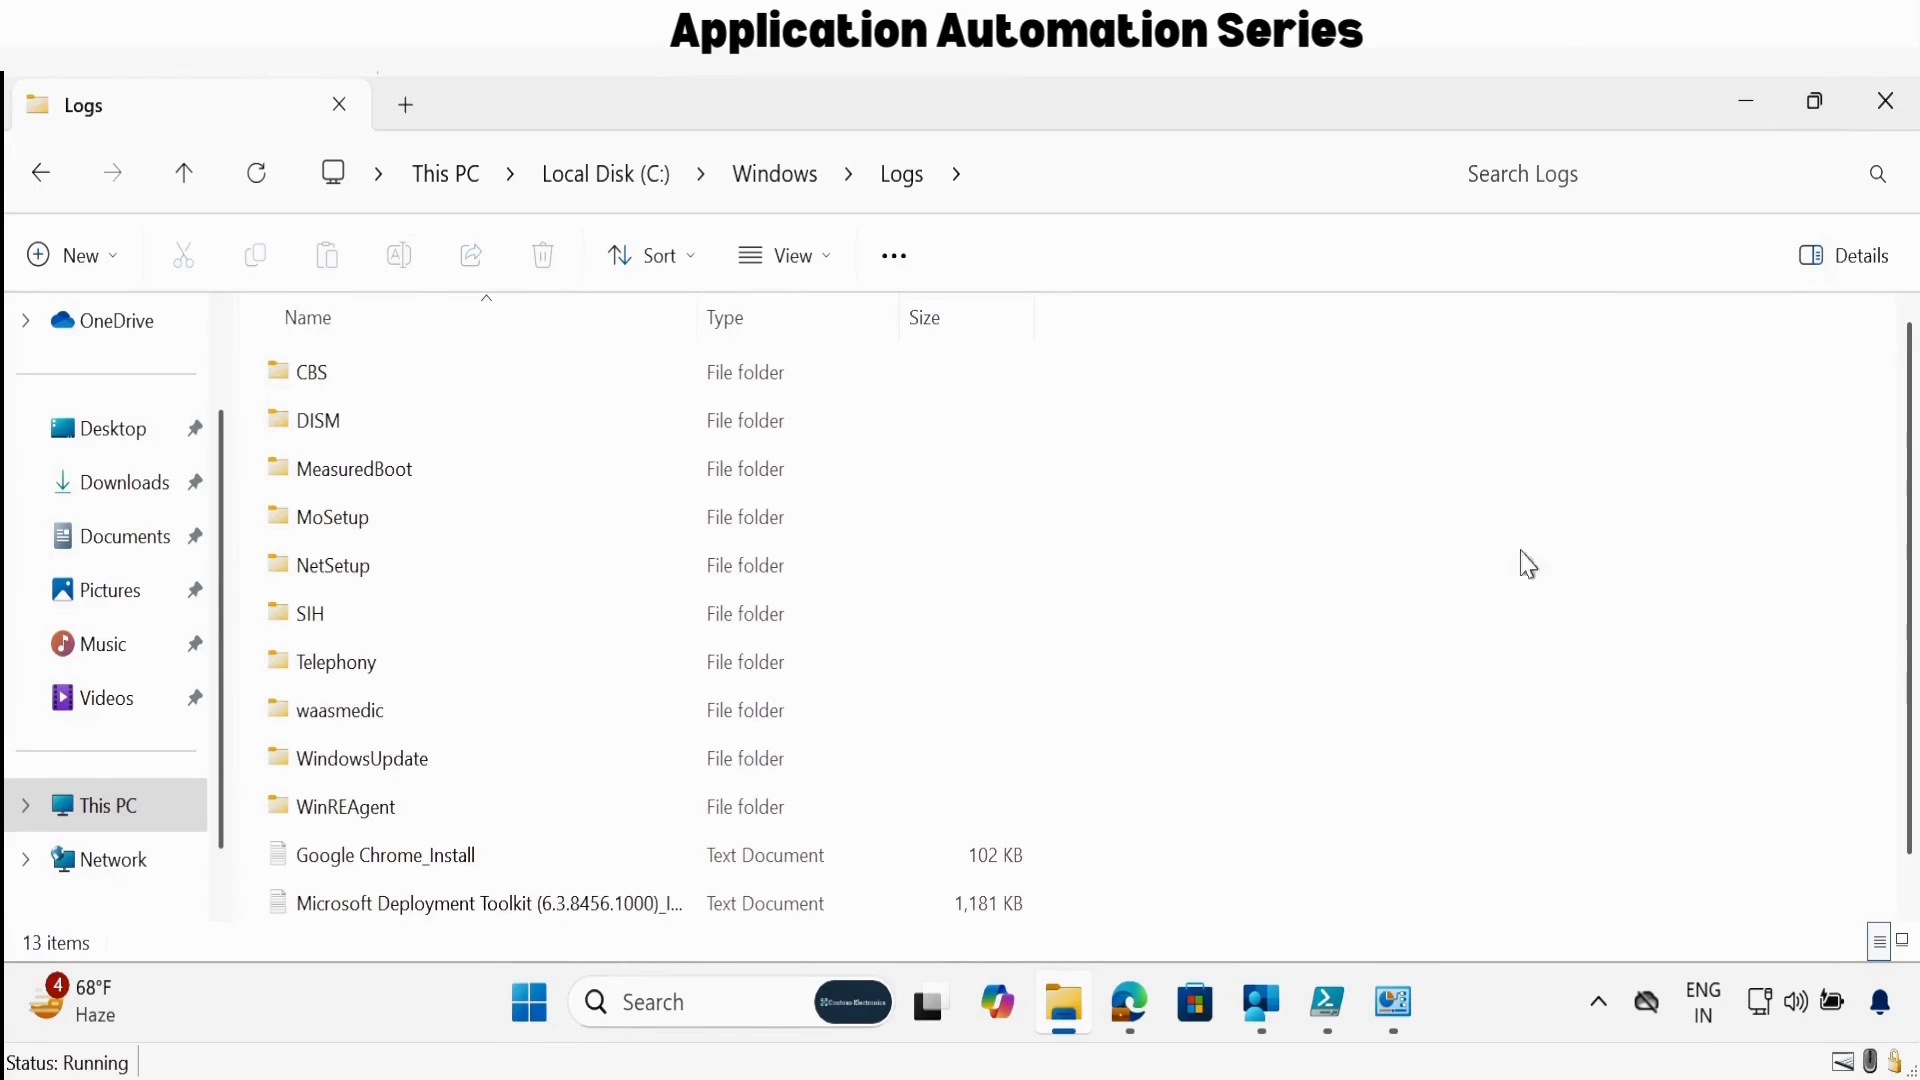 Application Automation Series
Logs
This PC > Local Disk (C:) > Windows > Logs >
Search Logs
New
Sort
View
Details
Name
Type
Size
OneDrive
Desktop
Downloads
Documents
Pictures
Music
Videos
This PC
Network
CBS File folder
DISM File folder
MeasuredBoot File folder
MoSetup File folder
NetSetup File folder
SIH File folder
Telephony File folder
waasmedic File folder
WindowsUpdate File folder
WinREAgent File folder
Google Chrome_Install Text Document 102 KB
Microsoft Deployment Toolkit (6.3.8456.1000)_I... Text Document 1,181 KB
13 items
4
68°F
Haze
Search
Contoso Electronics
ENG
IN
Status: Running